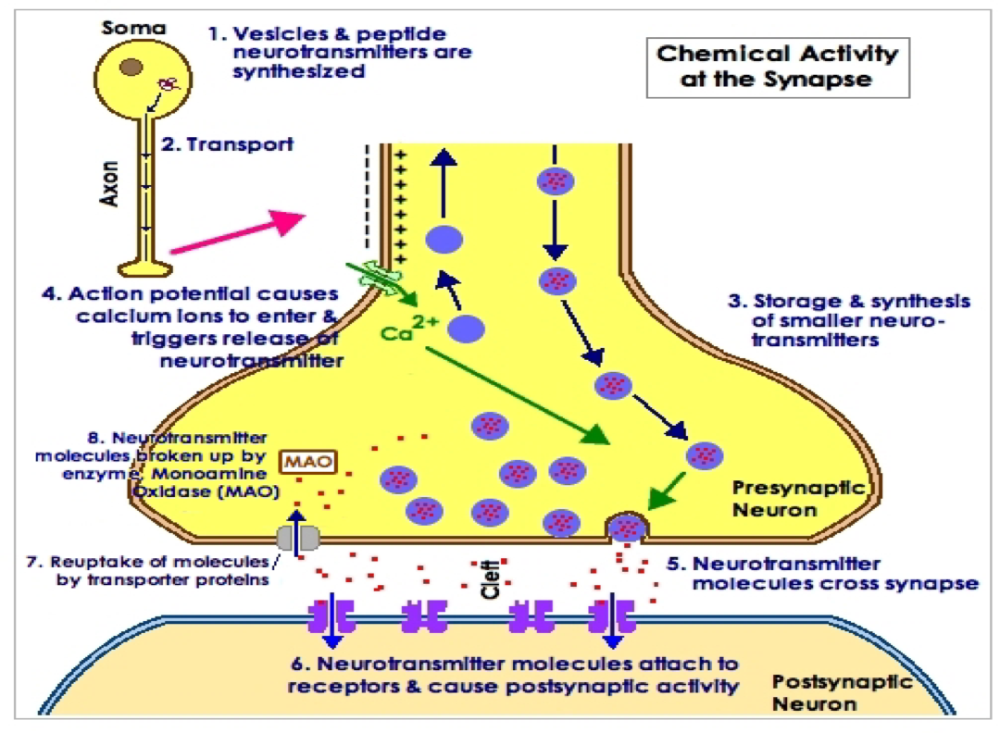 Soma
1. Vesicles & peptide
neurotransmitters are
synthesized
Chemical Activity
at the Synapse
2. Transport
Axon
4. Action potential causes
calcium ions to enter &
triggers release of
neurotransmitter
Ca2+
3. Storage & synthesis
of smaller neuro-
transmitters
8. Neurotransmitter
molecules broken up by
enzyme, Monoamine
Oxidase (MAO)
MAO
Presynaptic
Neuron
7. Reuptake of molecules
by transporter proteins
Cleft
5. Neurotransmitter
molecules cross synapse
6. Neurotransmitter molecules attach to
receptors & cause postsynaptic activity
Postsynaptic
Neuron